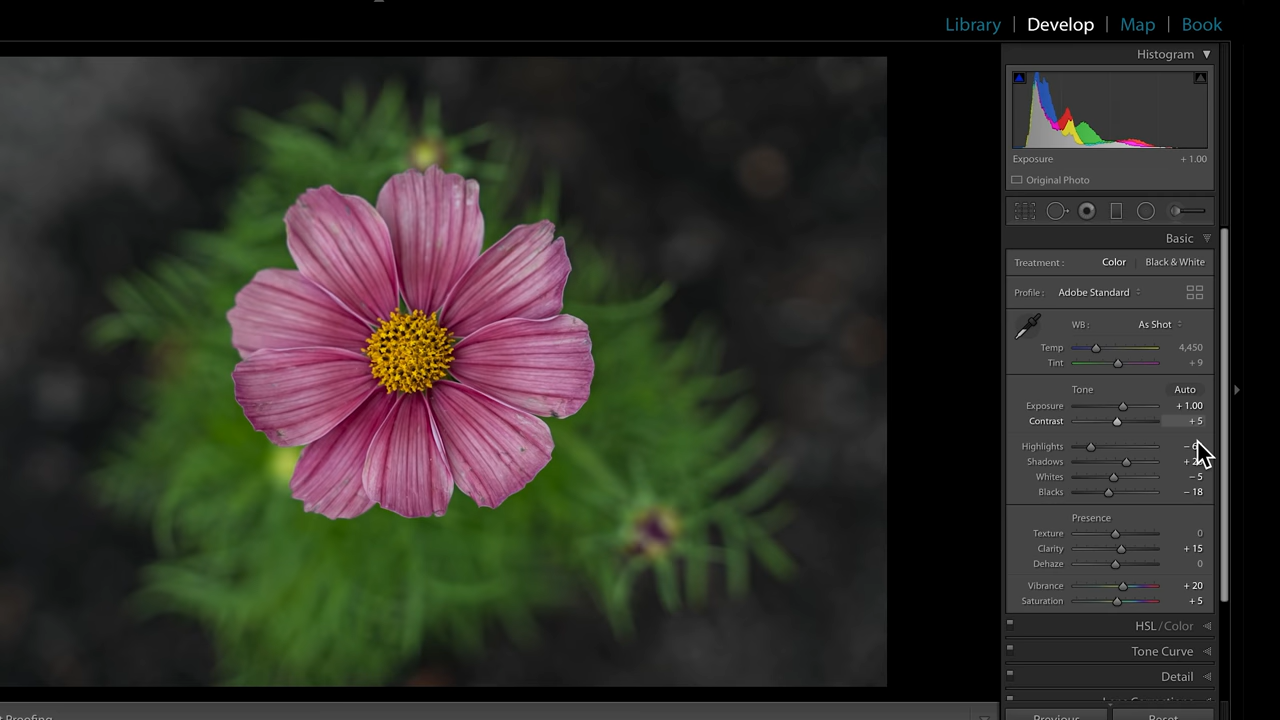 Library | Develop | Map | Book
Histogram
Exposure + 1.00
Original Photo
Basic
Treatment : Color Black & White
Profile : Adobe Standard
WB : As Shot
Temp 4,450
Tint + 9
Tone Auto
Exposure + 1.00
Contrast + 5
Highlights
Shadows
Whites − 5
Blacks − 18
Presence
Texture 0
Clarity + 15
Dehaze 0
Vibrance + 20
Saturation + 5
HSL / Color
Tone Curve
Detail
Lens Corrections
Previous Reset
Proofing